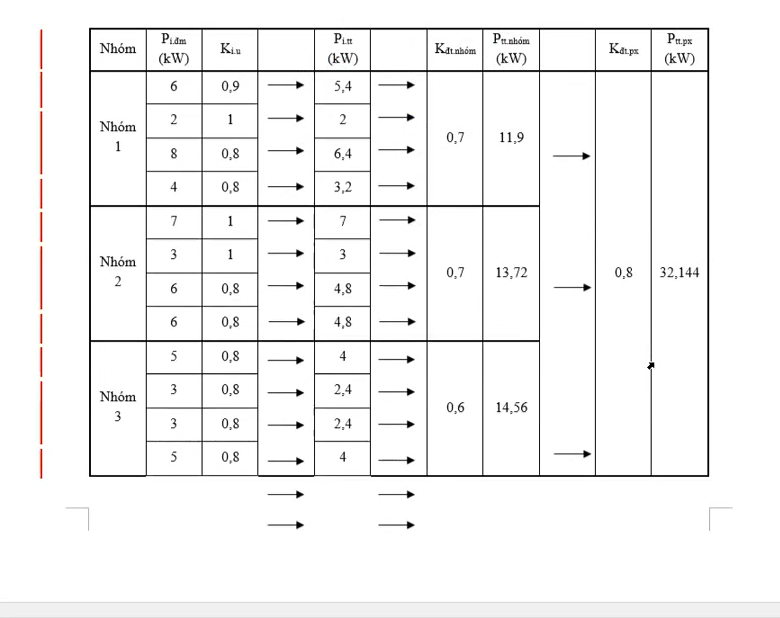 Nhóm Pi.đm (kW) Ki.u Pi.tt (kW) Kđt.nhóm Ptt.nhóm (kW) Kđt.px Ptt.px (kW)
Nhóm 1 6 0,9 5,4 0,7 11,9 0,8 32,144
2 1 2
8 0,8 6,4
4 0,8 3,2
Nhóm 2 7 1 7 0,7 13,72
3 1 3
6 0,8 4,8
6 0,8 4,8
Nhóm 3 5 0,8 4 0,6 14,56
3 0,8 2,4
3 0,8 2,4
5 0,8 4